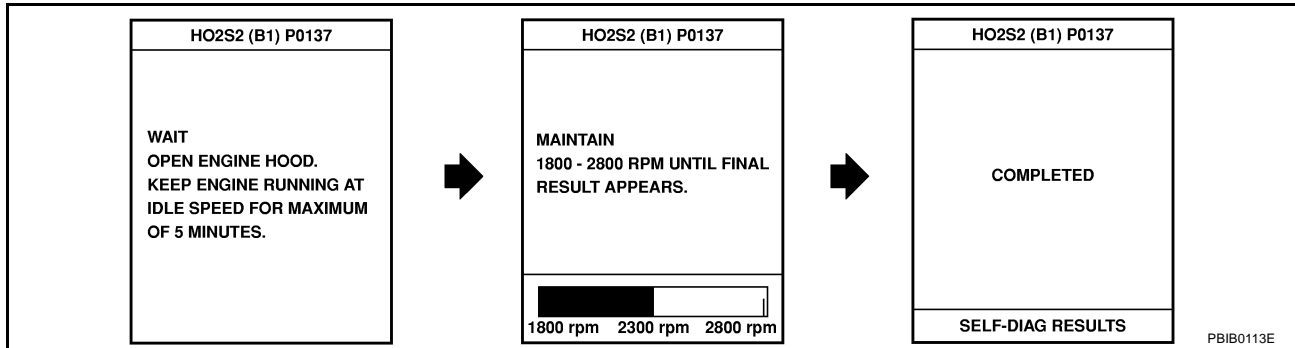 HO2S2 (B1) P0137
WAIT
OPEN ENGINE HOOD.
KEEP ENGINE RUNNING AT
IDLE SPEED FOR MAXIMUM
OF 5 MINUTES.
HO2S2 (B1) P0137
MAINTAIN
1800 - 2800 RPM UNTIL FINAL
RESULT APPEARS.
1800 rpm 2300 rpm 2800 rpm
HO2S2 (B1) P0137
COMPLETED
SELF-DIAG RESULTS
PBIB0113E